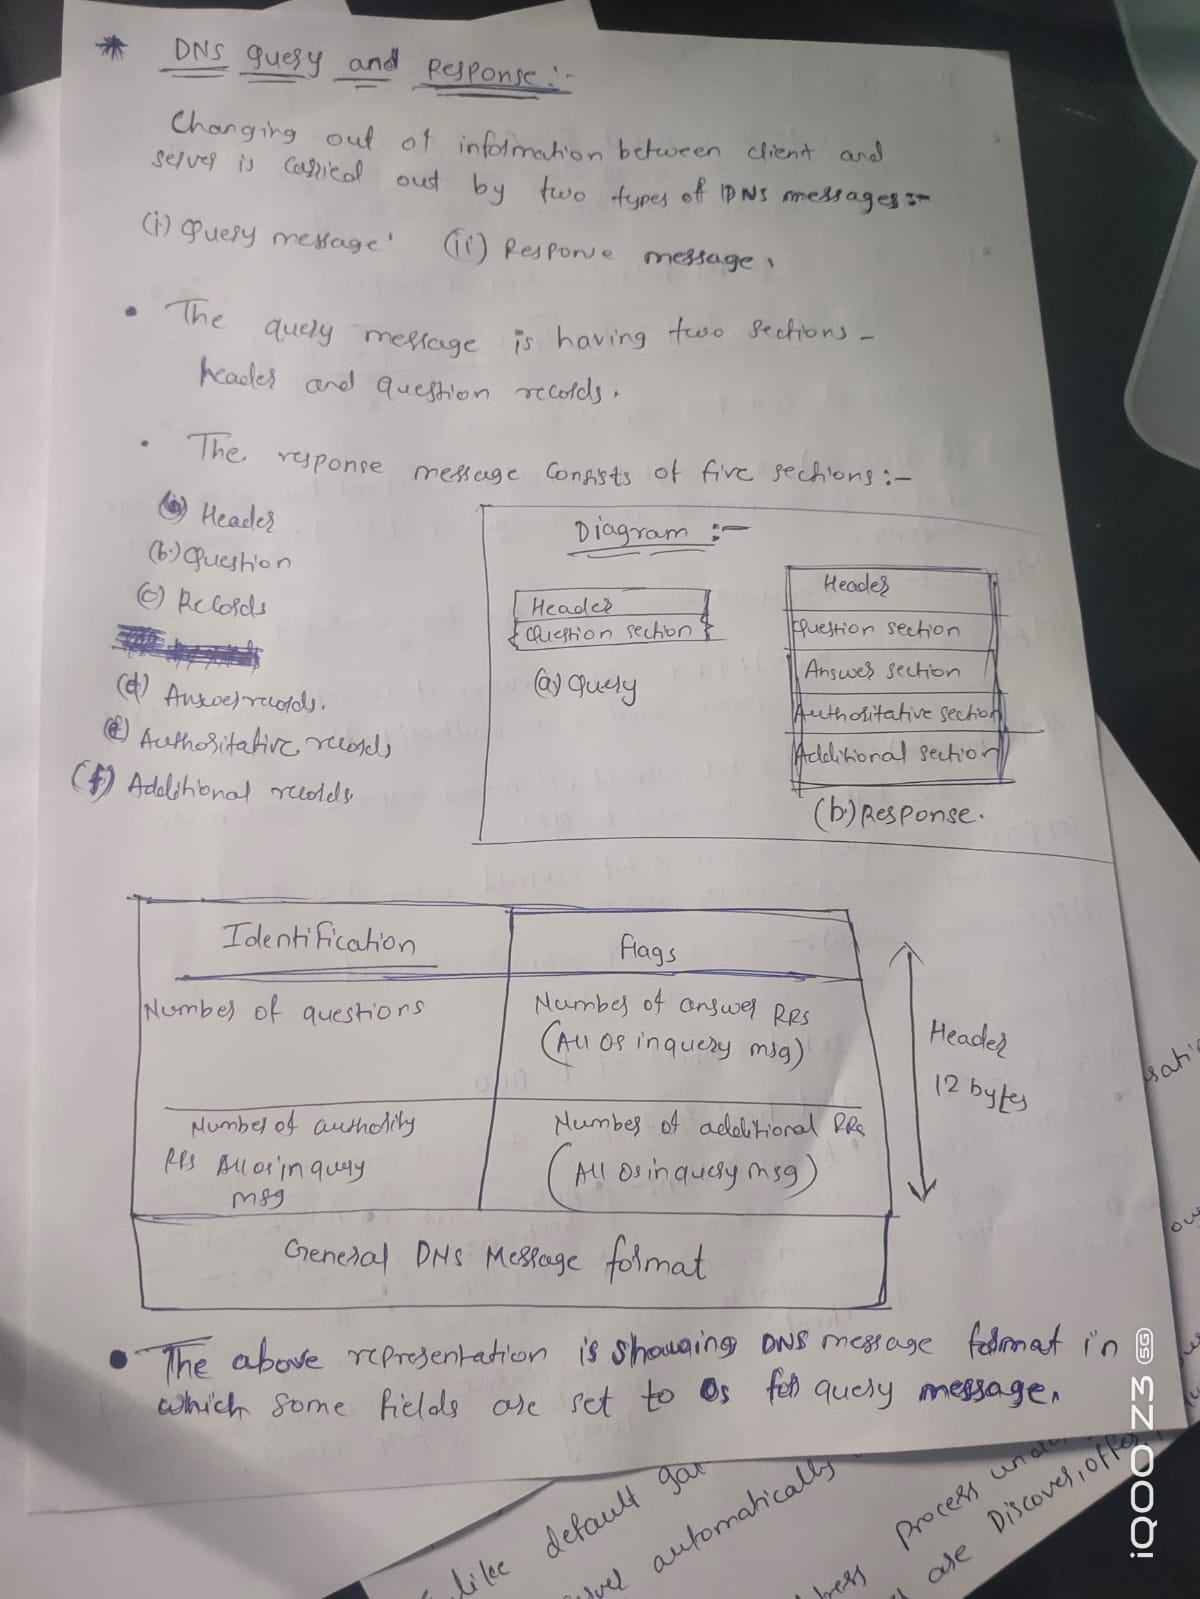 * DNS query and Response:-
Changing out of information between client and
server is carried out by two types of DNS messages:-
(i) Query message. (ii) Response message.
• The query message is having two sections -
header and question records.
• The response message consists of five sections:-
(a) Header
(b) Question
(c) Records
(d) Answer records.
(e) Authoritative records
(f) Additional records
Diagram :-
Header
Question section
(a) Query
Header
Question section
Answer section
Authoritative section
Additional section
(b) Response.
Identification
Flags
Number of questions
Number of answer RRs
(All 0s in query msg)
Number of authority
RRs All 0s in query
msg
Number of additional RRs
(All 0s in query msg)
Header
12 bytes
General DNS Message format
• The above representation is showing DNS message format in
which some fields are set to 0s for query message.
like default
automatically
process
are Discover, offer,
iQOO Z3 5G